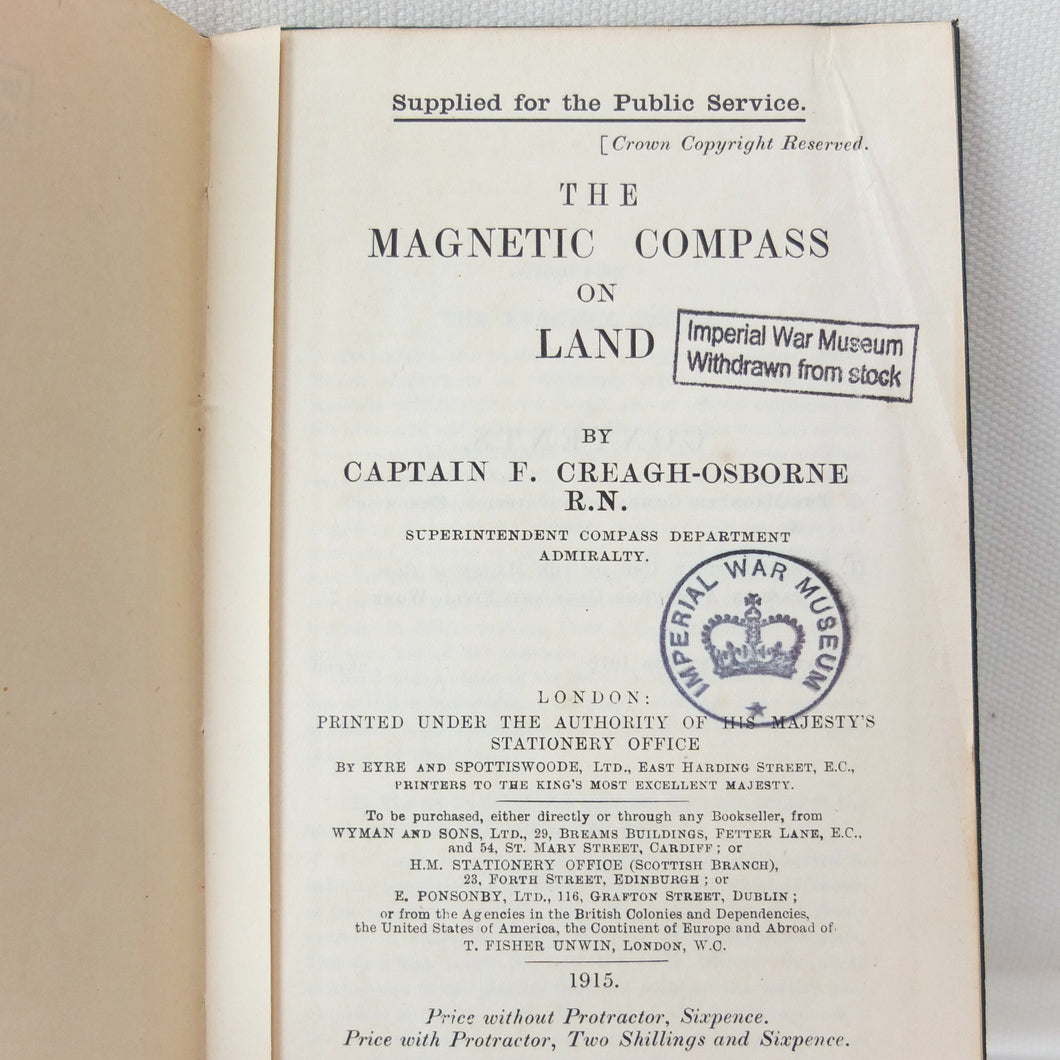 Supplied for the Public Service.
[Crown Copyright Reserved.
THE
MAGNETIC COMPASS
ON
LAND
Imperial War Museum
Withdrawn from stock
BY
CAPTAIN F. CREAGH-OSBORNE
R.N.
SUPERINTENDENT COMPASS DEPARTMENT
ADMIRALTY.
IMPERIAL WAR MUSEUM
LONDON:
PRINTED UNDER THE AUTHORITY OF HIS MAJESTY'S
STATIONERY OFFICE
BY EYRE AND SPOTTISWOODE, LTD., EAST HARDING STREET, E.C.,
PRINTERS TO THE KING'S MOST EXCELLENT MAJESTY.
To be purchased, either directly or through any Bookseller, from
WYMAN AND SONS, LTD., 29, BREAMS BUILDINGS, FETTER LANE, E.C.,
and 54, ST. MARY STREET, CARDIFF; or
H.M. STATIONERY OFFICE (SCOTTISH BRANCH),
23, FORTH STREET, EDINBURGH; or
E. PONSONBY, LTD., 116, GRAFTON STREET, DUBLIN;
or from the Agencies in the British Colonies and Dependencies,
the United States of America, the Continent of Europe and Abroad of
T. FISHER UNWIN, LONDON, W.C.
1915.
Price without Protractor, Sixpence.
Price with Protractor, Two Shillings and Sixpence.